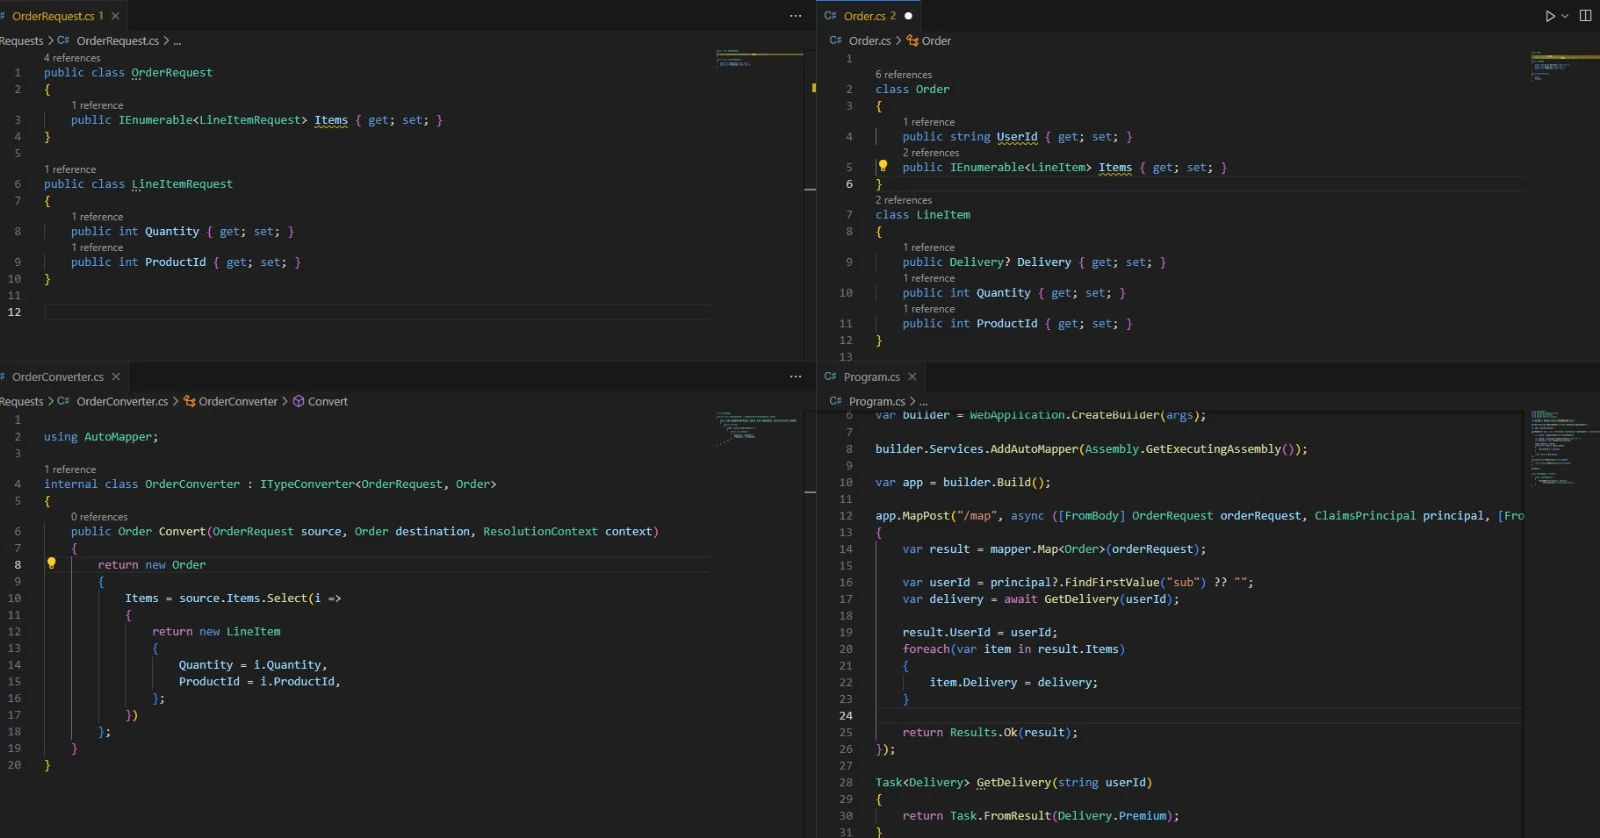 OrderRequest.cs 1
Requests > OrderRequest.cs > ...
4 references
1 public class OrderRequest
2 {
1 reference
3 public IEnumerable<LineItemRequest> Items { get; set; }
4 }
5
1 reference
6 public class LineItemRequest
7 {
1 reference
8 public int Quantity { get; set; }
1 reference
9 public int ProductId { get; set; }
10 }
11
12
Order.cs 2
C# Order.cs > Order
1
6 references
2 class Order
3 {
1 reference
4 public string UserId { get; set; }
2 references
5 public IEnumerable<LineItem> Items { get; set; }
6 }
2 references
7 class LineItem
8 {
1 reference
9 public Delivery? Delivery { get; set; }
1 reference
10 public int Quantity { get; set; }
1 reference
11 public int ProductId { get; set; }
12 }
13
OrderConverter.cs
Requests > OrderConverter.cs > OrderConverter > Convert
1
2 using AutoMapper;
3
1 reference
4 internal class OrderConverter : ITypeConverter<OrderRequest, Order>
5 {
0 references
6 public Order Convert(OrderRequest source, Order destination, ResolutionContext context)
7 {
8 return new Order
9 {
10 Items = source.Items.Select(i =>
11 {
12 return new LineItem
13 {
14 Quantity = i.Quantity,
15 ProductId = i.ProductId,
16 };
17 })
18 };
19 }
20 }
Program.cs
C# Program.cs > ...
6 var builder = WebApplication.CreateBuilder(args);
7
8 builder.Services.AddAutoMapper(Assembly.GetExecutingAssembly());
9
10 var app = builder.Build();
11
12 app.MapPost("/map", async ([FromBody] OrderRequest orderRequest, ClaimsPrincipal principal, [Fro
13 {
14 var result = mapper.Map<Order>(orderRequest);
15
16 var userId = principal?.FindFirstValue("sub") ?? "";
17 var delivery = await GetDelivery(userId);
18
19 result.UserId = userId;
20 foreach(var item in result.Items)
21 {
22 item.Delivery = delivery;
23 }
24
25 return Results.Ok(result);
26 });
27
28 Task<Delivery> GetDelivery(string userId)
29 {
30 return Task.FromResult(Delivery.Premium);
31 }